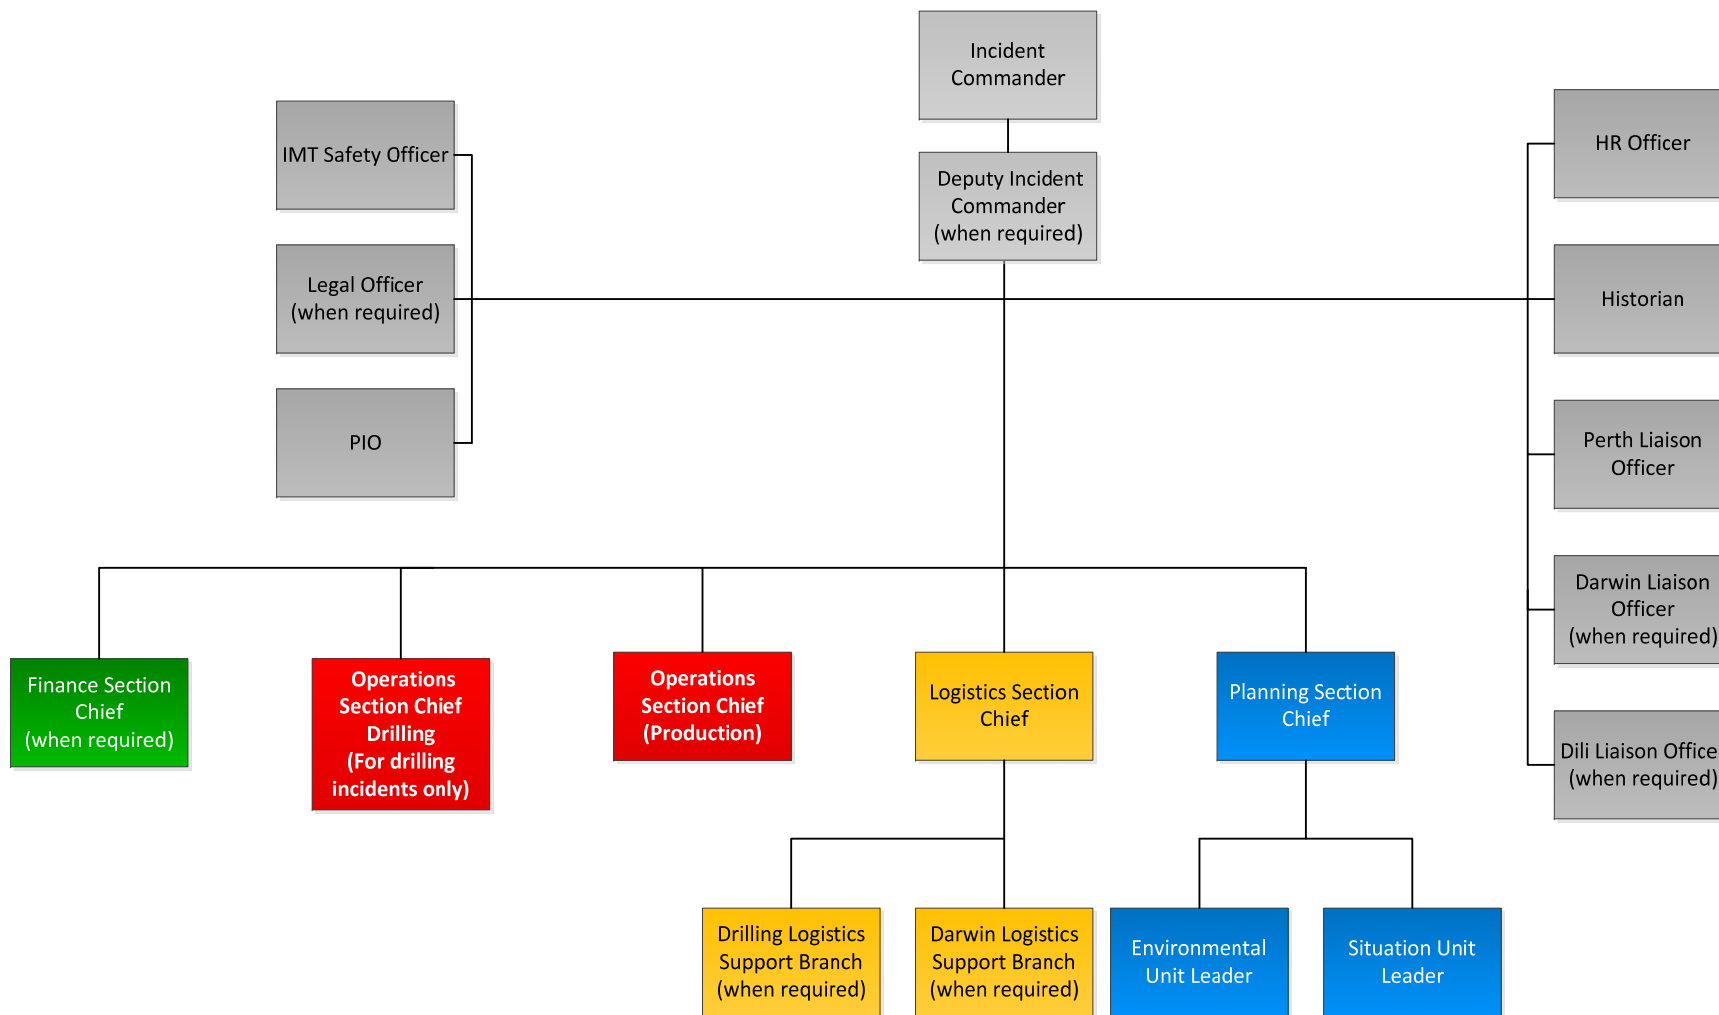 Incident
Commander
Deputy Incident
Commander
(when required)
IMT Safety Officer
Legal Officer
(when required)
PIO
HR Officer
Historian
Perth Liaison
Officer
Darwin Liaison
Officer
(when required)
Dili Liaison Office
(when required)
Finance Section
Chief
(when required)
Operations
Section Chief
Drilling
(For drilling
incidents only)
Operations
Section Chief
(Production)
Logistics Section
Chief
Planning Section
Chief
Drilling Logistics
Support Branch
(when required)
Darwin Logistics
Support Branch
(when required)
Environmental
Unit Leader
Situation Unit
Leader